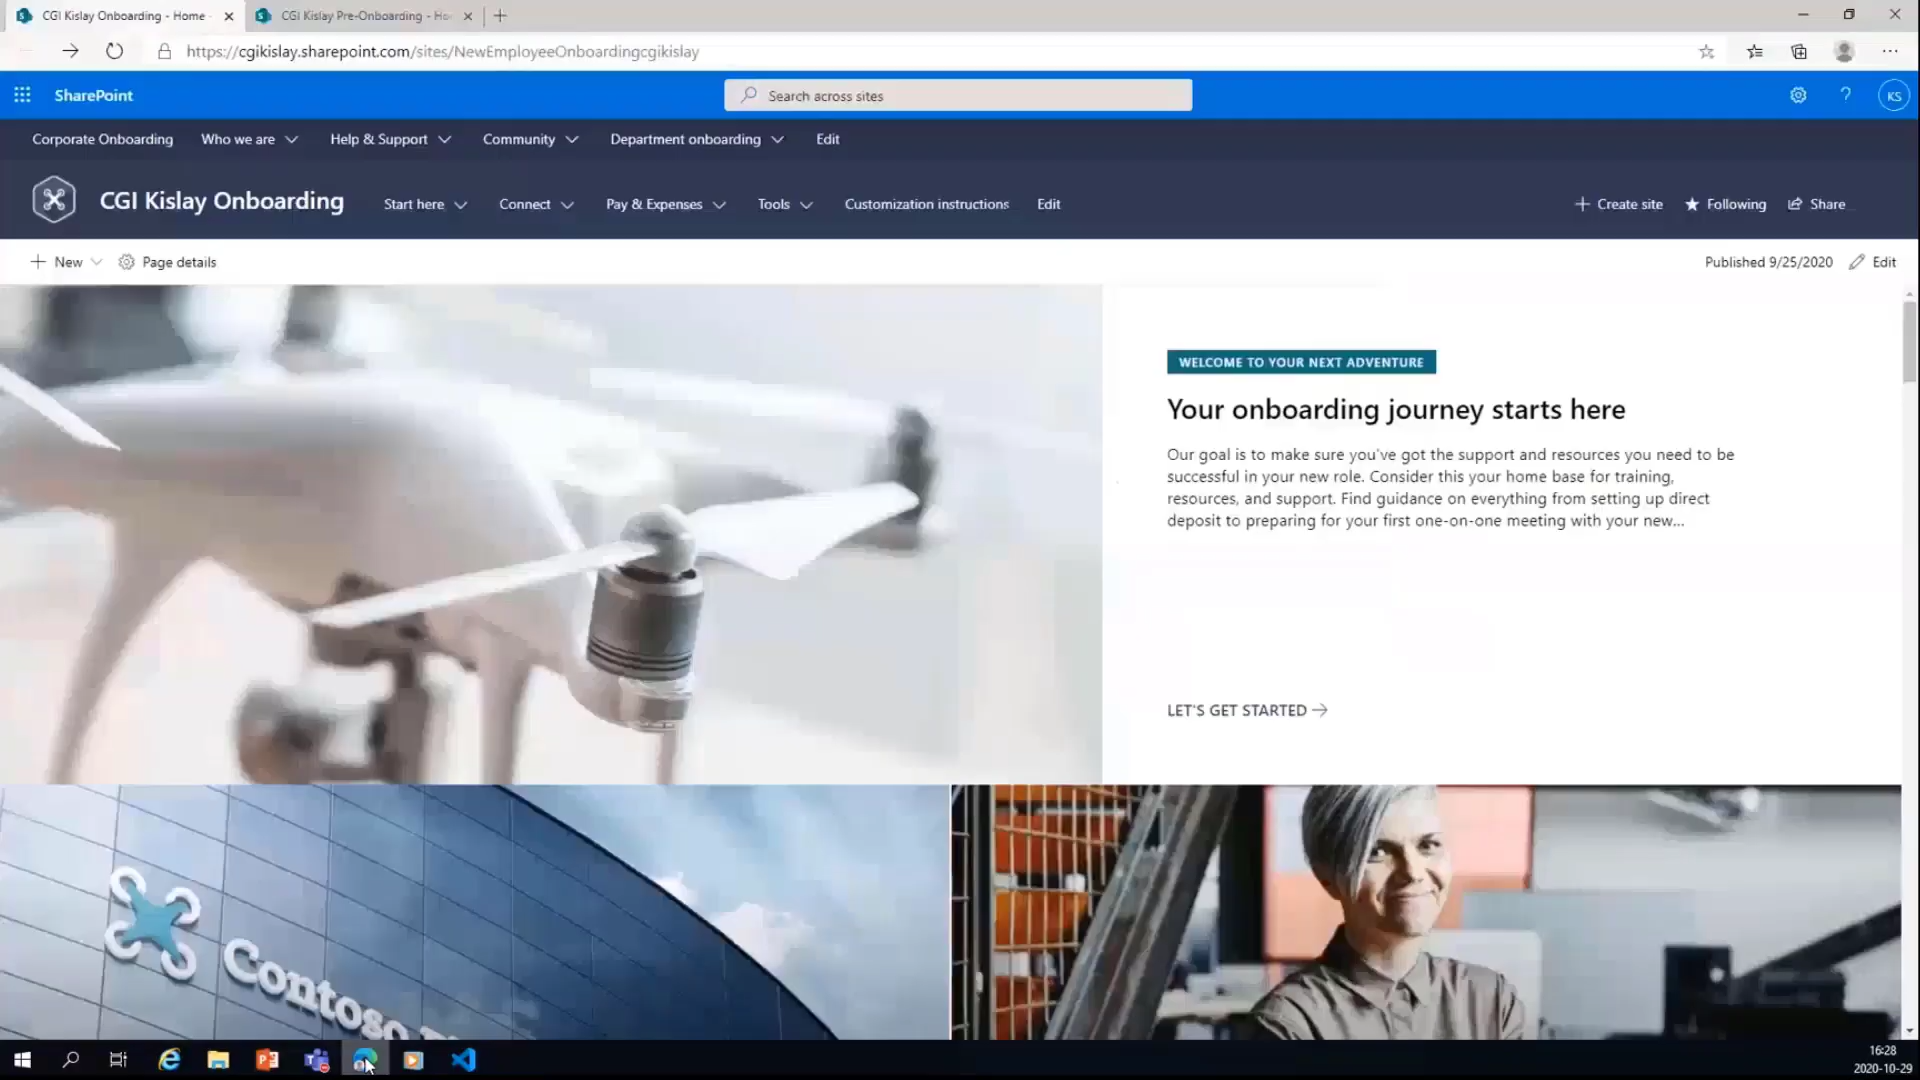 CGI Kislay Onboarding - Home
CGI Kislay Pre-Onboarding - Ho
https://cgikislay.sharepoint.com/sites/NewEmployeeOnboardingcgikislay
SharePoint
Search across sites
KS
Corporate Onboarding
Who we are
Help & Support
Community
Department onboarding
Edit
CGI Kislay Onboarding
Start here
Connect
Pay & Expenses
Tools
Customization instructions
Edit
Create site
Following
Share
New
Page details
Published 9/25/2020
Edit
WELCOME TO YOUR NEXT ADVENTURE
Your onboarding journey starts here
Our goal is to make sure you've got the support and resources you need to be
successful in your new role. Consider this your home base for training,
resources, and support. Find guidance on everything from setting up direct
deposit to preparing for your first one-on-one meeting with your new...
LET'S GET STARTED
Contoso
16:28
2020-10-29